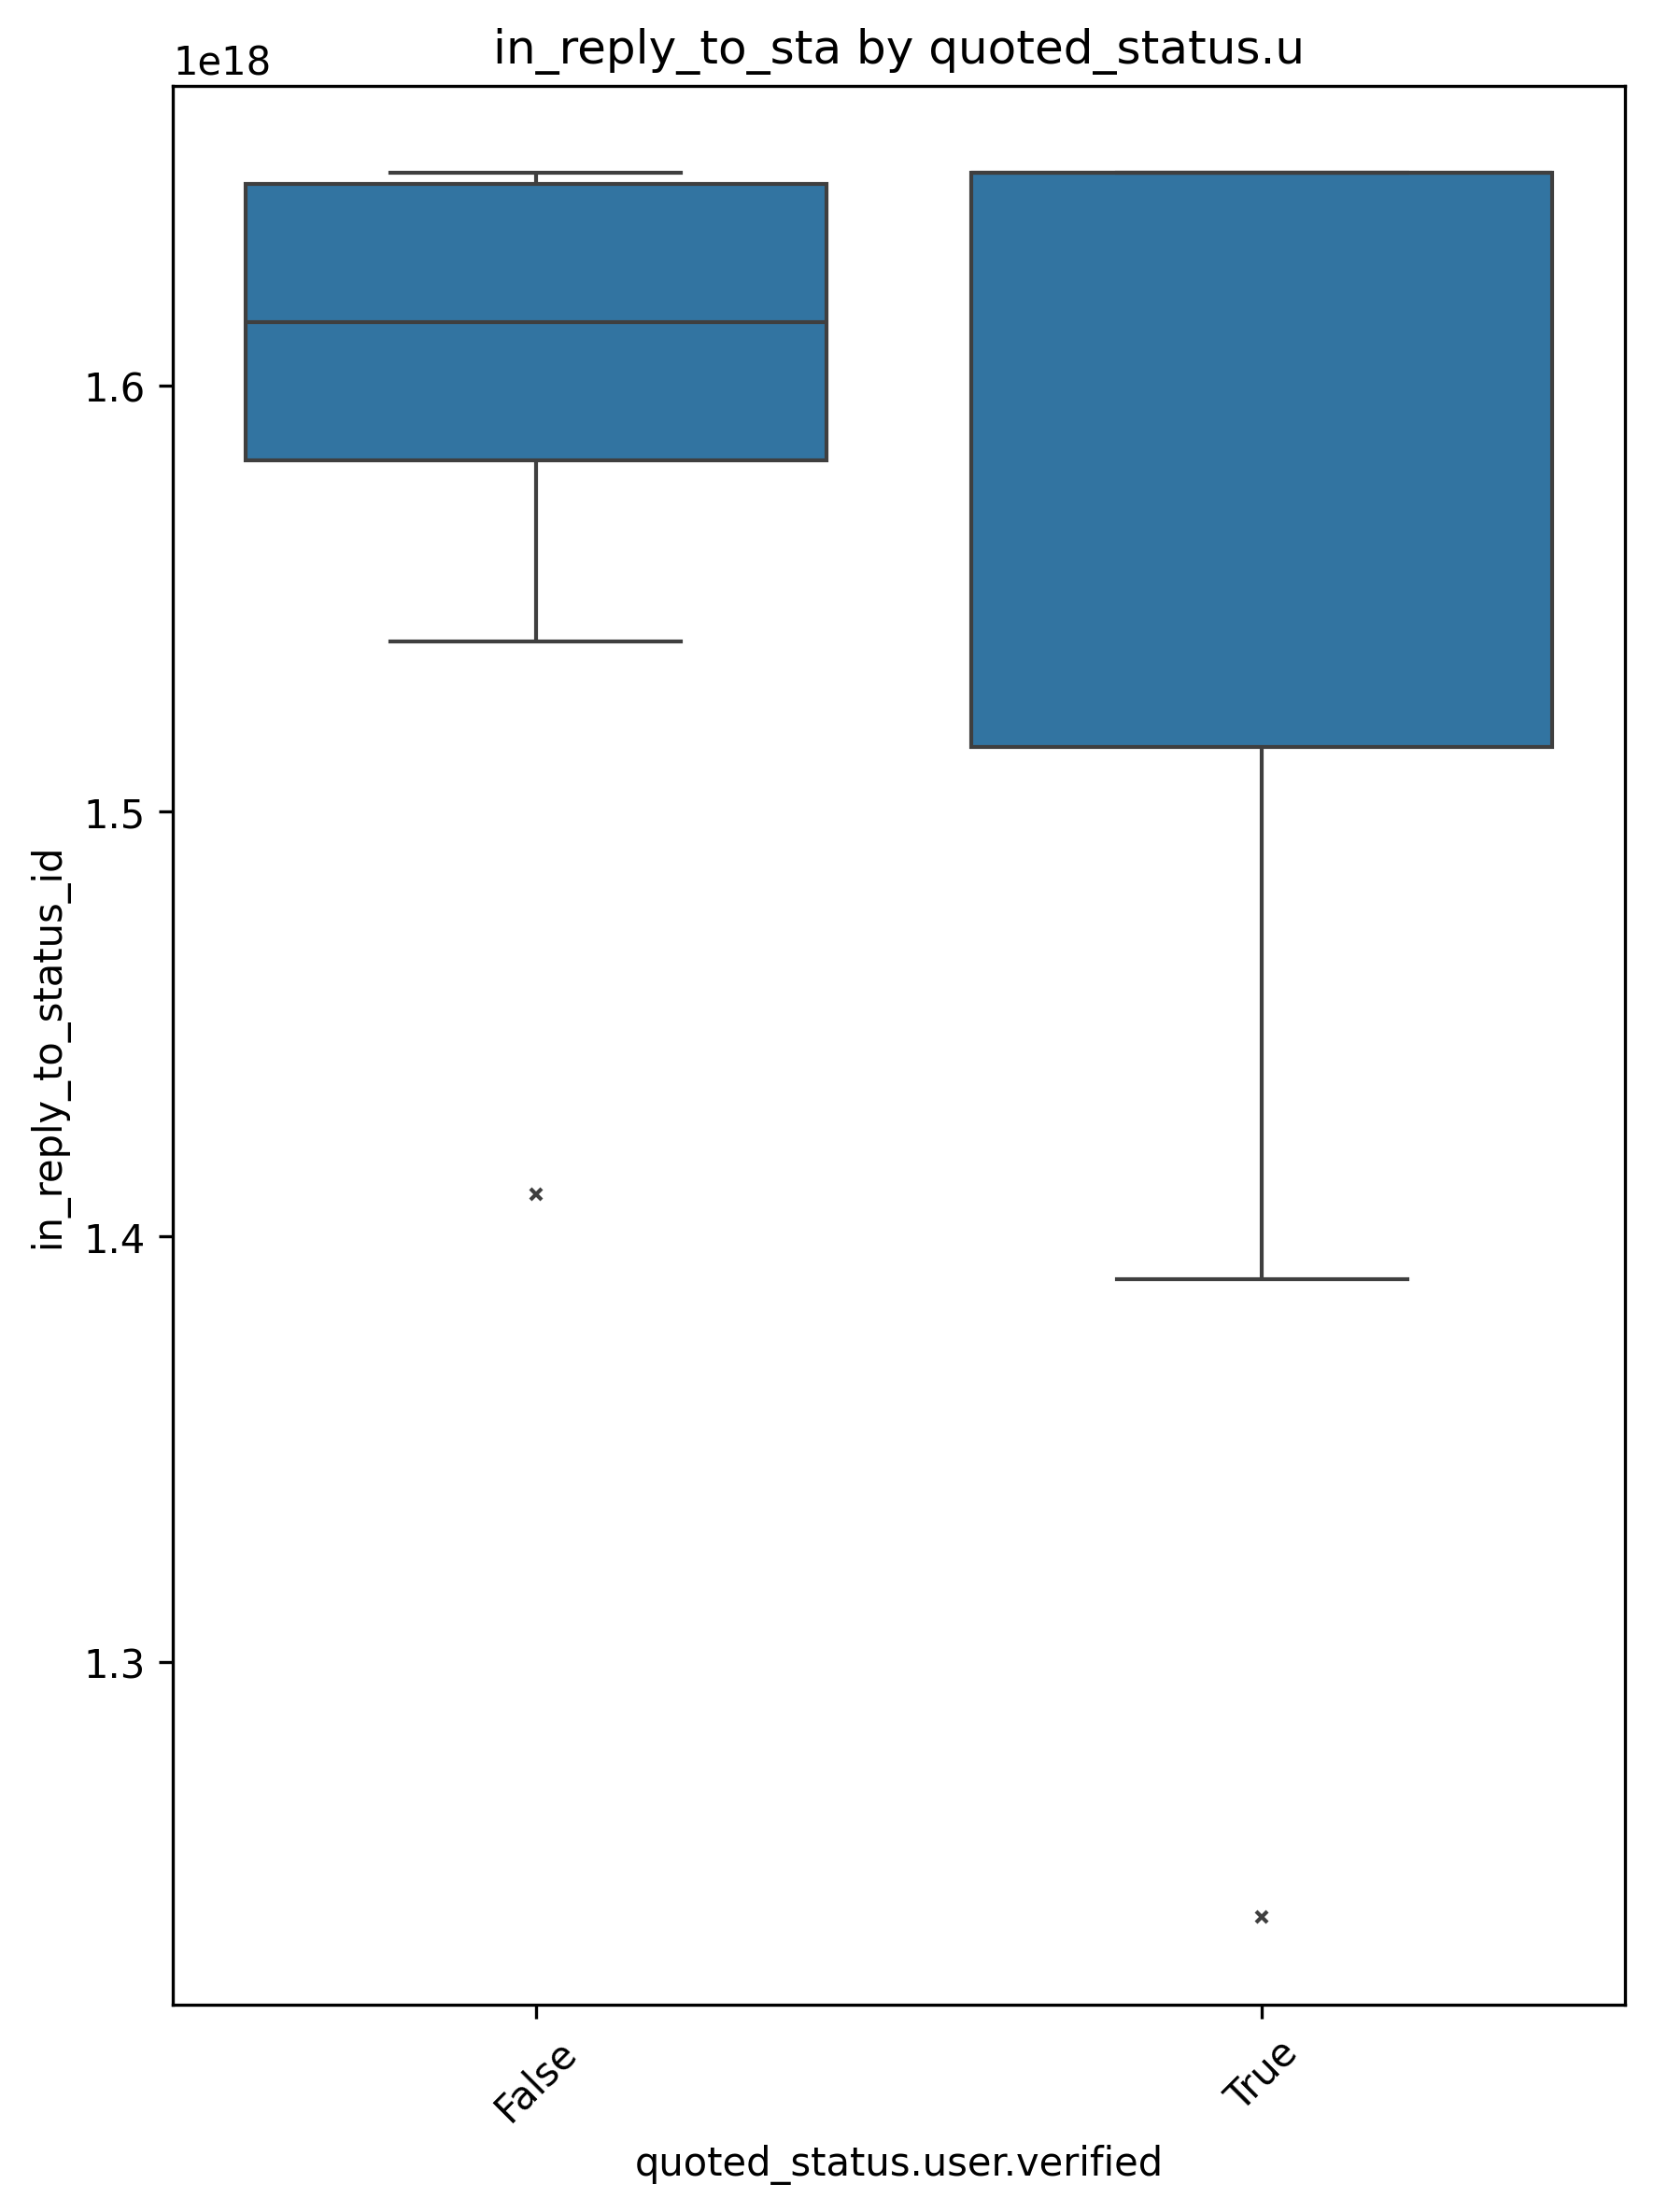 in_reply_to_sta by quoted_status.u
1e18
1.6
1.5
1.4
1.3
in_reply_to_status_id
False
True
quoted_status.user.verified